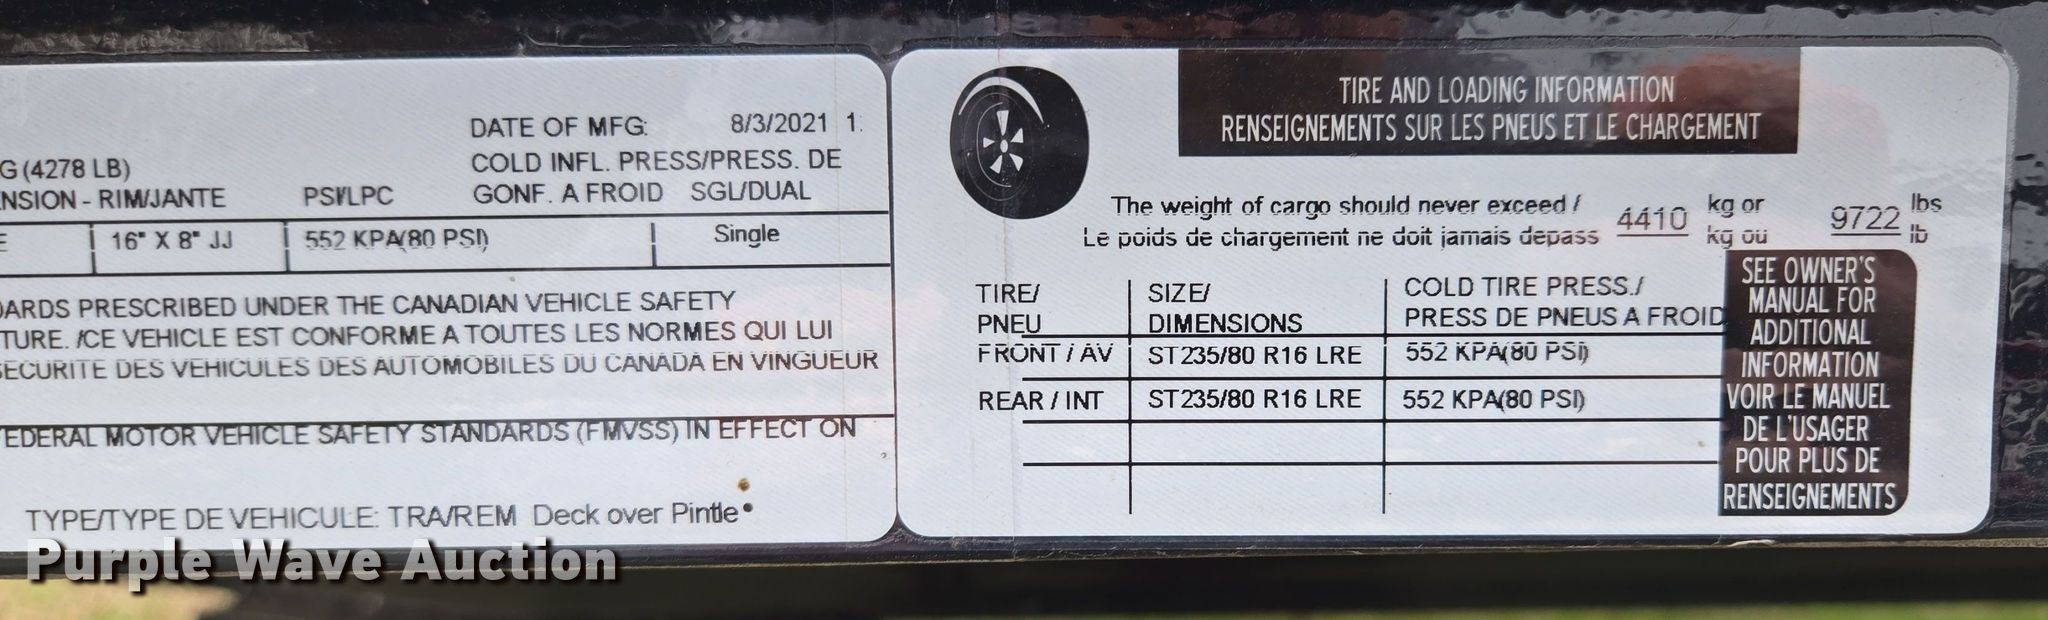 DATE OF MFG: 8/3/2021 1
G (4278 LB)
COLD INFL. PRESS/PRESS. DE
NSION - RIM/JANTE PSI/LPC GONF. A FROID SGL/DUAL
E 16" X 8" JJ 552 KPA(80 PSI) Single
DARDS PRESCRIBED UNDER THE CANADIAN VEHICLE SAFETY
TURE. /CE VEHICLE EST CONFORME A TOUTES LES NORMES QUI LUI
SECURITE DES VEHICULES DES AUTOMOBILES DU CANADA EN VINGUEUR
FEDERAL MOTOR VEHICLE SAFETY STANDARDS (FMVSS) IN EFFECT ON
TYPE/TYPE DE VEHICULE: TRA/REM Deck over Pintle
TIRE AND LOADING INFORMATION
RENSEIGNEMENTS SUR LES PNEUS ET LE CHARGEMENT
The weight of cargo should never exceed / 4410 kg or 9722 lbs
Le poids de chargement ne doit jamais depass kg ou lb
TIRE/ SIZE/ COLD TIRE PRESS./
PNEU DIMENSIONS PRESS DE PNEUS A FROID
FRONT / AV ST235/80 R16 LRE 552 KPA(80 PSI)
REAR / INT ST235/80 R16 LRE 552 KPA(80 PSI)
SEE OWNER'S
MANUAL FOR
ADDITIONAL
INFORMATION
VOIR LE MANUEL
DE L'USAGER
POUR PLUS DE
RENSEIGNEMENTS
Purple Wave Auction